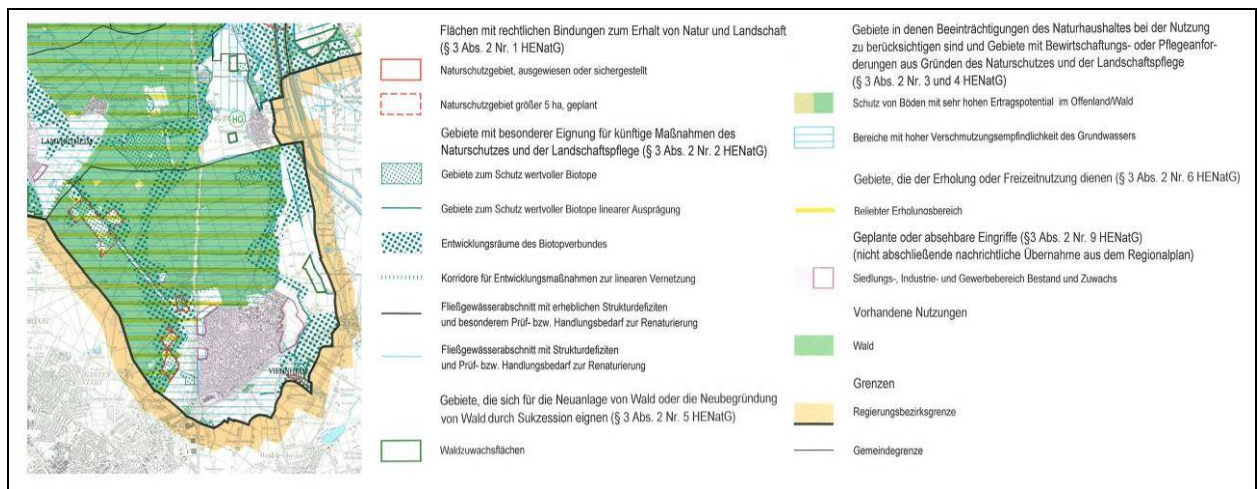 LAMPERTHEIM
HO
VIERNHEIM
Flächen mit rechtlichen Bindungen zum Erhalt von Natur und Landschaft
(§ 3 Abs. 2 Nr. 1 HENatG)
Naturschutzgebiet, ausgewiesen oder sichergestellt
Naturschutzgebiet größer 5 ha, geplant
Gebiete mit besonderer Eignung für künftige Maßnahmen des
Naturschutzes und der Landschaftspflege (§ 3 Abs. 2 Nr. 2 HENatG)
Gebiete zum Schutz wertvoller Biotope
Gebiete zum Schutz wertvoller Biotope linearer Ausprägung
Entwicklungsräume des Biotopverbundes
Korridore für Entwicklungsmaßnahmen zur linearen Vernetzung
Fließgewässerabschnitt mit erheblichen Strukturdefiziten
und besonderem Prüf- bzw. Handlungsbedarf zur Renaturierung
Fließgewässerabschnitt mit Strukturdefiziten
und Prüf- bzw. Handlungsbedarf zur Renaturierung
Gebiete, die sich für die Neuanlage von Wald oder die Neubegründung
von Wald durch Sukzession eignen (§ 3 Abs. 2 Nr. 5 HENatG)
Waldzuwachsflächen
Gebiete in denen Beeinträchtigungen des Naturhaushaltes bei der Nutzung
zu berücksichtigen sind und Gebiete mit Bewirtschaftungs- oder Pflegeanfor-
derungen aus Gründen des Naturschutzes und der Landschaftspflege
(§ 3 Abs. 2 Nr. 3 und 4 HENatG)
Schutz von Böden mit sehr hohen Ertragspotential im Offenland/Wald
Bereiche mit hoher Verschmutzungsempfindlichkeit des Grundwassers
Gebiete, die der Erholung oder Freizeitnutzung dienen (§ 3 Abs. 2 Nr. 6 HENatG)
Beliebter Erholungsbereich
Geplante oder absehbare Eingriffe (§3 Abs. 2 Nr. 9 HENatG)
(nicht abschließende nachrichtliche Übernahme aus dem Regionalplan)
Siedlungs-, Industrie- und Gewerbebereich Bestand und Zuwachs
Vorhandene Nutzungen
Wald
Grenzen
Regierungsbezirksgrenze
Gemeindegrenze